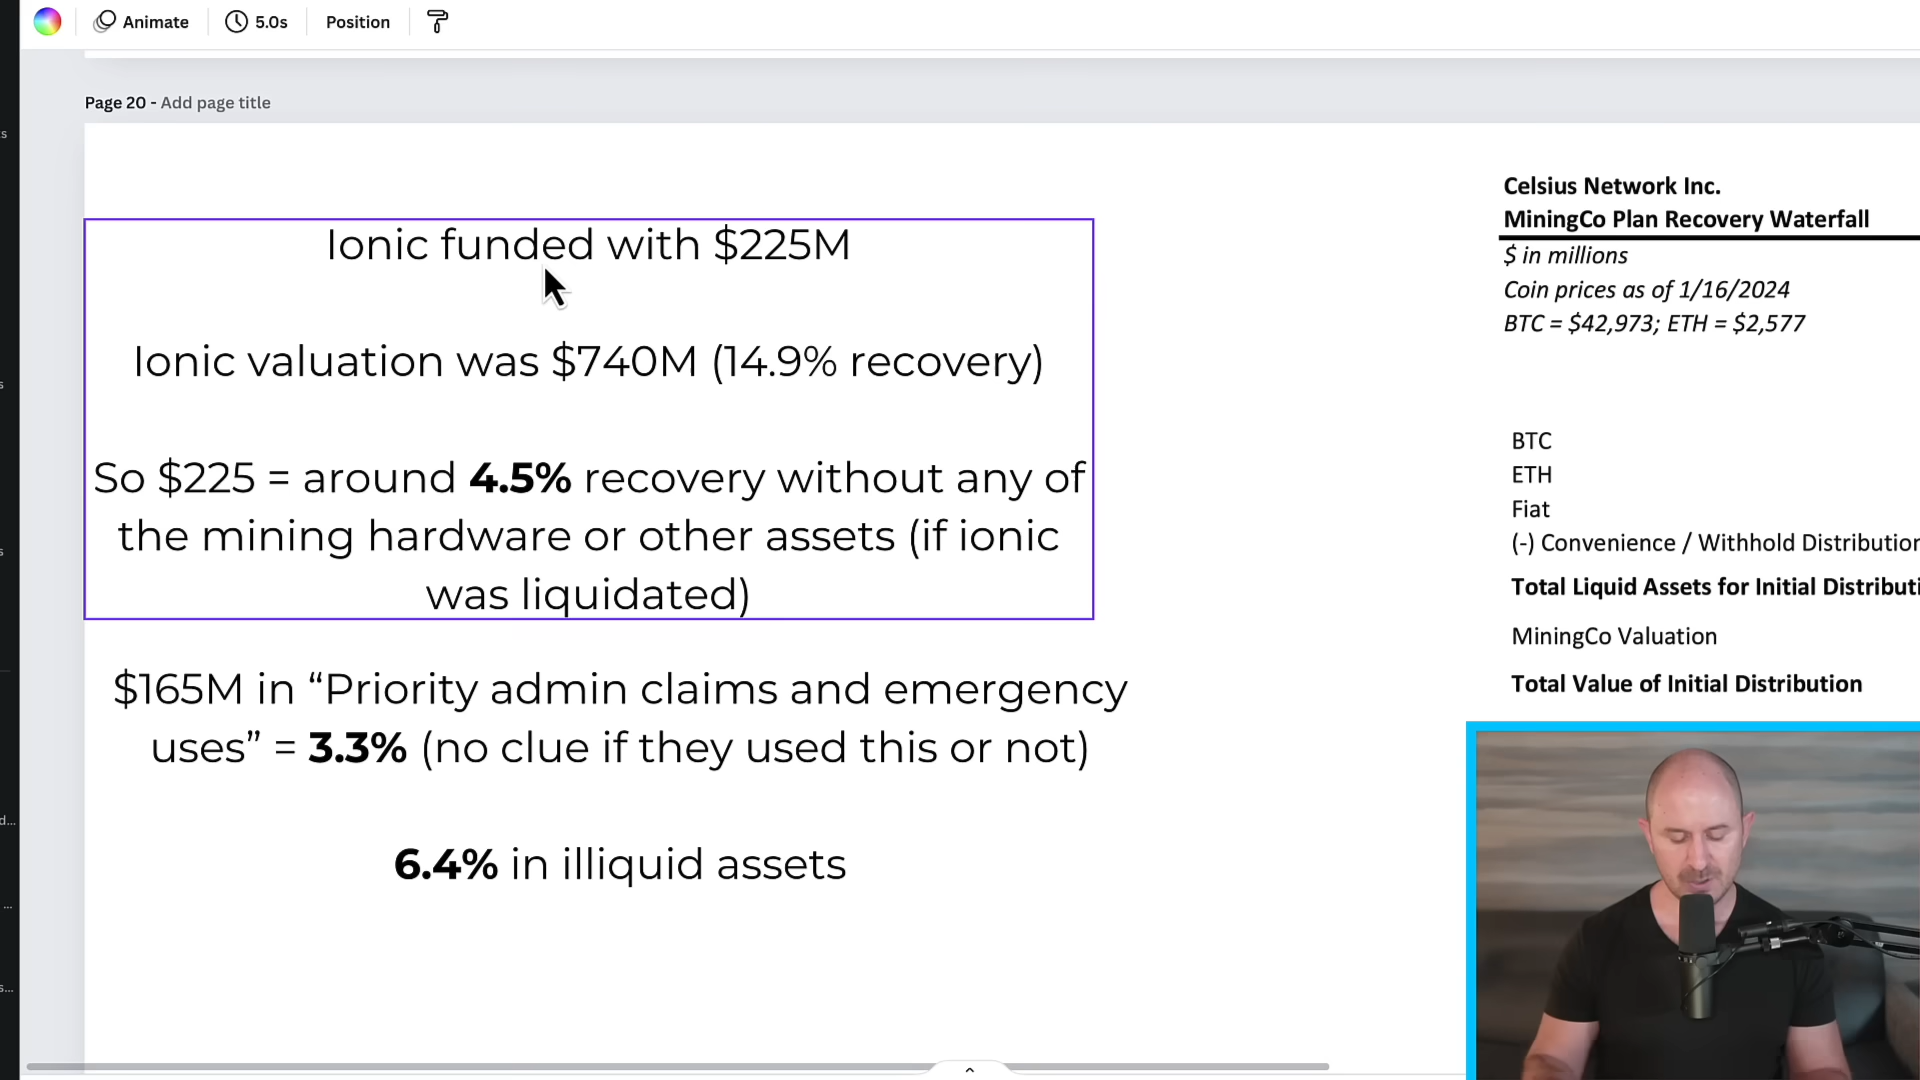 Animate
5.0s
Position
Page 20 - Add page title
Ionic funded with $225M
Ionic valuation was $740M (14.9% recovery)
So $225 = around 4.5% recovery without any of
the mining hardware or other assets (if ionic
was liquidated)
$165M in “Priority admin claims and emergency
uses” = 3.3% (no clue if they used this or not)
6.4% in illiquid assets
Celsius Network Inc.
MiningCo Plan Recovery Waterfall
$ in millions
Coin prices as of 1/16/2024
BTC = $42,973; ETH = $2,577
BTC
ETH
Fiat
(-) Convenience / Withhold Distribution
Total Liquid Assets for Initial Distributi
MiningCo Valuation
Total Value of Initial Distribution